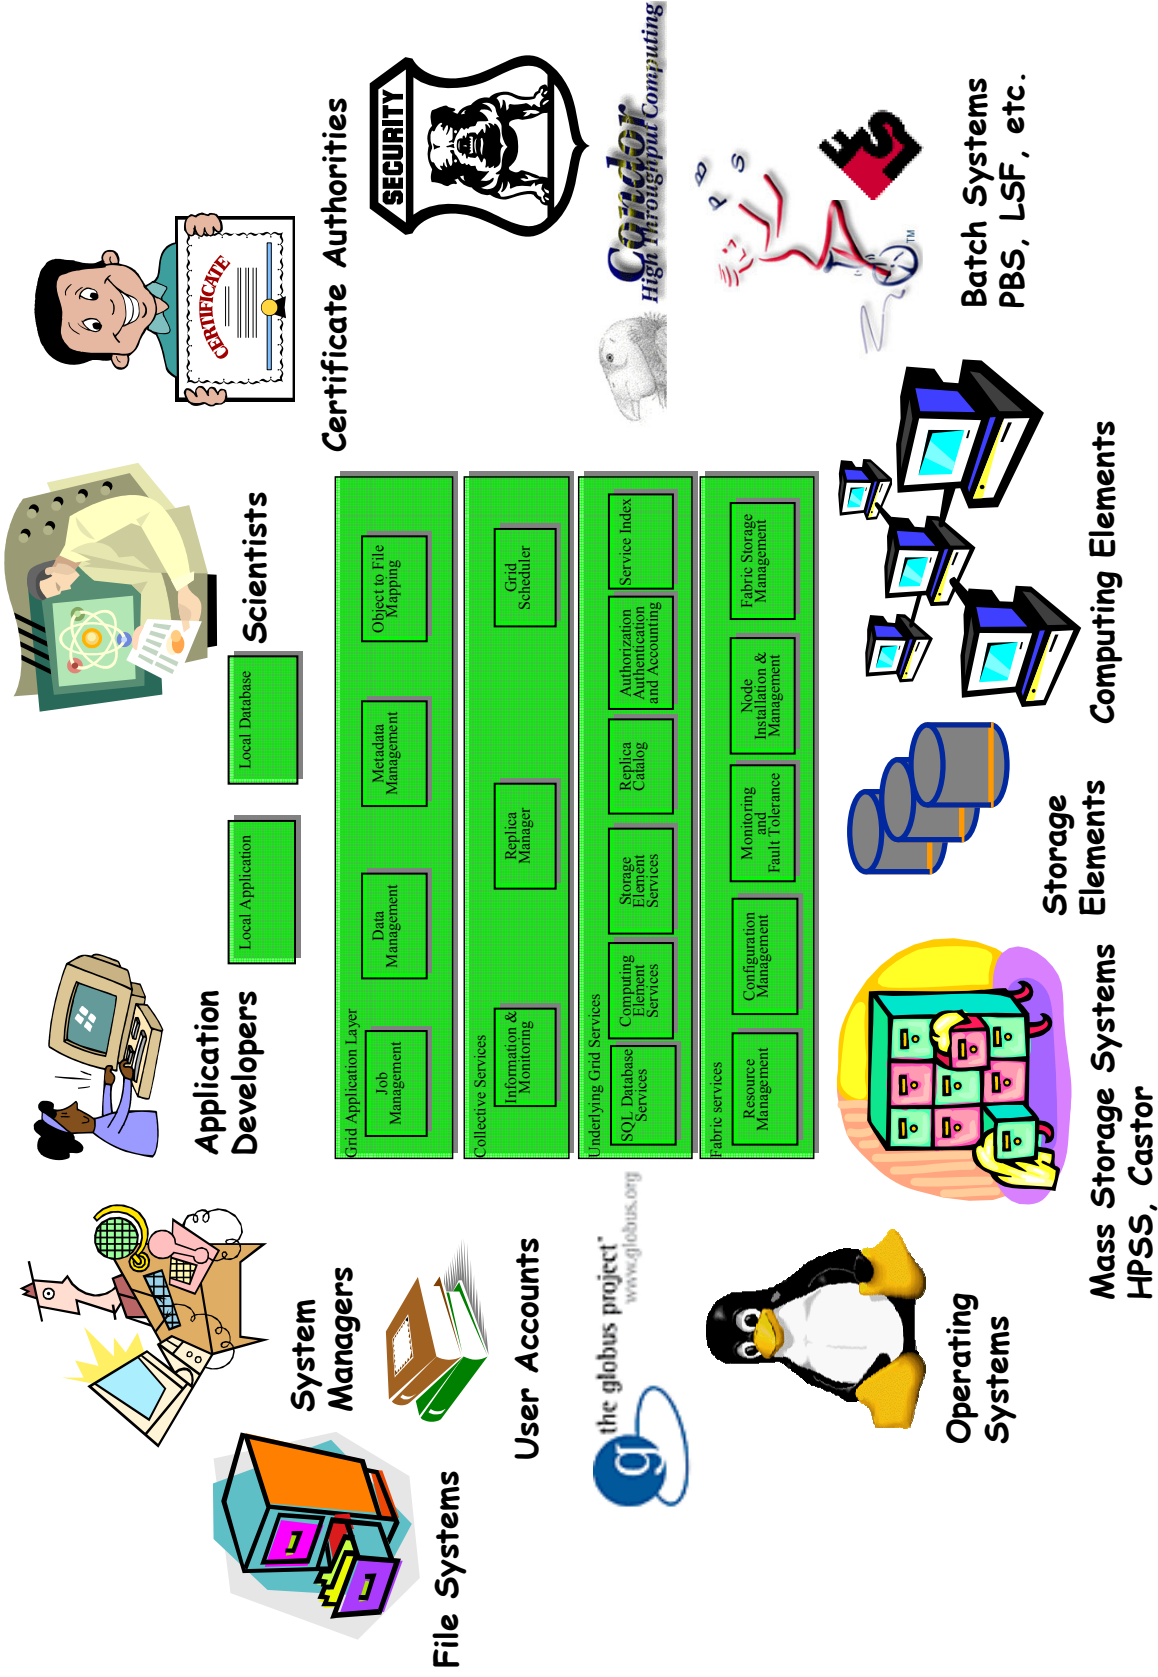 Application
Developers
Scientists
CERTIFICATE
Certificate Authorities
System
Managers
File Systems
User Accounts
Local Application
Local Database
Grid Application Layer
Job
Management
Data
Management
Metadata
Management
Object to File
Mapping
Collective Services
Information &
Monitoring
Replica
Manager
Grid
Scheduler
Underlying Grid Services
SQL Database
Services
Computing
Element
Services
Storage
Element
Services
Replica
Catalog
Authorization
Authentication
and Accounting
Service Index
Fabric services
Resource
Management
Configuration
Management
Monitoring
and
Fault Tolerance
Node
Installation &
Management
Fabric Storage
Management
SECURITY
Condor
High Throughput Computing
P B S
TM
Batch Systems
PBS, LSF, etc.
g
the globus project™
www.globus.org
Operating
Systems
Mass Storage Systems
HPSS, Castor
Storage
Elements
Computing Elements